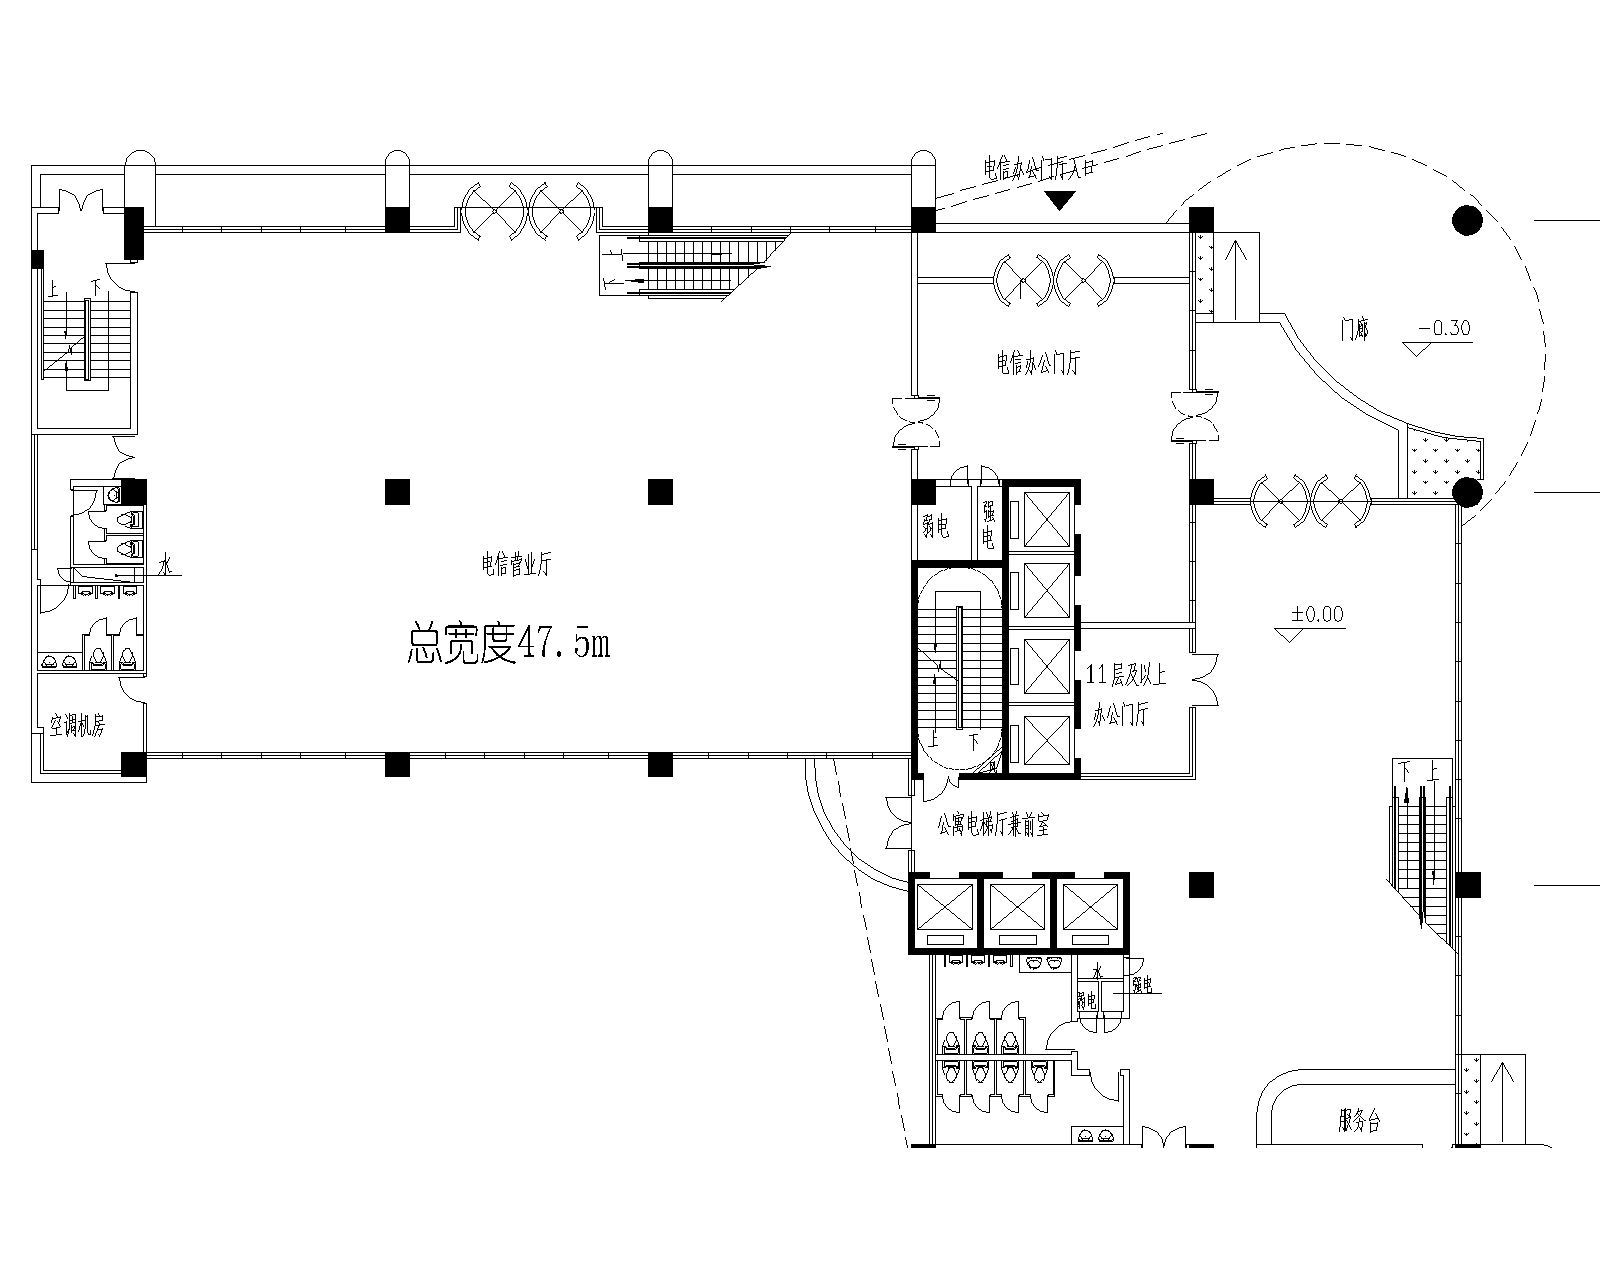 电信办公门厅入口
上
下
上 下
门廊
-0.30
电信办公门厅
弱电
强电
水
电信营业厅
±0.00
总宽度47.5m
11层及以上
办公门厅
空调机房
上 下
风
下 上
公寓电梯厅兼前室
水
强电
弱电
服务台